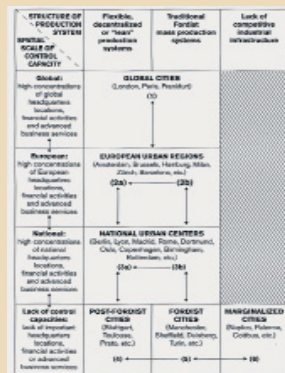 STRUCTURE OF
PRODUCTION
SYSTEM
SPATIAL
SCALE OF
CONTROL
CAPACITY
Flexible,
decentralized
or "lean"
production
systems
Traditional
Fordist
mass production
systems
Lack of
competitive
industrial
infrastructure
Global:
high concentrations
of global
headquarters
locations,
financial activities
and advanced
business services
GLOBAL CITIES
(London, Paris, Frankfurt)
(1)
European:
high concentrations
of European
headquarters
locations,
financial activities
and advanced
business services
EUROPEAN URBAN REGIONS
(Amsterdam, Brussels, Hamburg, Milan,
Zürich, Barcelona, etc.)
(2a) (2b)
National:
high concentrations
of national
headquarters
locations,
financial activities
and advanced
business services
NATIONAL URBAN CENTERS
(Berlin, Lyon, Madrid, Rome, Dortmund,
Oslo, Copenhagen, Birmingham,
Rotterdam, etc.)
(3a) (3b)
Lack of control
capacities:
lack of important
headquarters
locations,
financial activities
or advanced
business services
POST-FORDIST
CITIES
(Stuttgart,
Toulouse,
Prato, etc.)
(4)
FORDIST
CITIES
(Manchester,
Sheffield, Duisberg,
Turin, etc.)
(5)
MARGINALIZED
CITIES
(Naples, Palermo,
Cottbus, etc.)
(6)